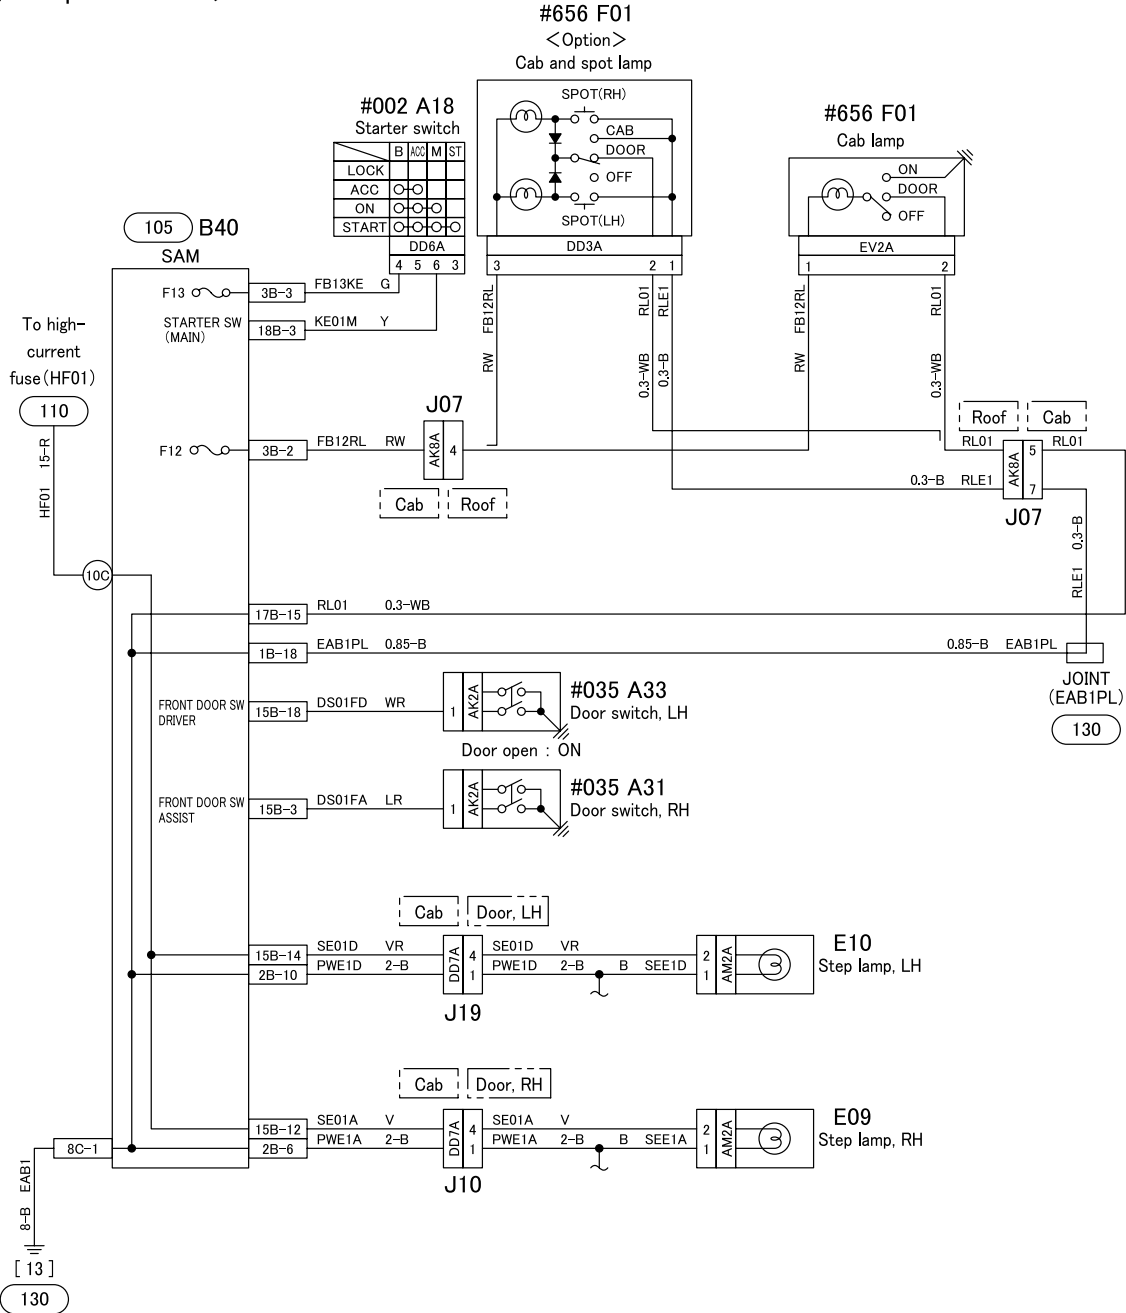 #656 F01
<Option>
Cab and spot lamp
SPOT(RH)
CAB
DOOR
OFF
SPOT(LH)
DD3A
3 2 1
#002 A18
Starter switch
B ACC M ST
LOCK
ACC
ON
START
DD6A
4 5 6 3
#656 F01
Cab lamp
ON
DOOR
OFF
EV2A
1 2
105 B40
SAM
F13 3B-3 FB13KE G
STARTER SW
(MAIN)
18B-3 KE01M Y
RW FB12RL
0.3-WB RL01
0.3-B RLE1
RW FB12RL
0.3-WB RL01
To high-
current
fuse(HF01)
110
HF01 15-R
10C
F12 3B-2 FB12RL RW
J07
AK8A 4
Cab Roof
Roof Cab
RL01 5 RL01
0.3-B RLE1 AK8A 7
J07
RLE1 0.3-B
17B-15 RL01 0.3-WB
1B-18 EAB1PL 0.85-B 0.85-B EAB1PL
JOINT
(EAB1PL)
130
FRONT DOOR SW
DRIVER
15B-18 DS01FD WR 1 AK2A
#035 A33
Door switch, LH
Door open : ON
FRONT DOOR SW
ASSIST
15B-3 DS01FA LR 1 AK2A
#035 A31
Door switch, RH
Cab Door, LH
15B-14 SE01D VR 4 SE01D VR 2
2B-10 PWE1D 2-B DD7A 1 PWE1D 2-B B SEE1D 1 AM2A
J19
E10
Step lamp, LH
Cab Door, RH
15B-12 SE01A V 4 SE01A V 2
2B-6 PWE1A 2-B DD7A 1 PWE1A 2-B B SEE1A 1 AM2A
J10
E09
Step lamp, RH
8C-1
8-B EAB1
[ 13 ]
130